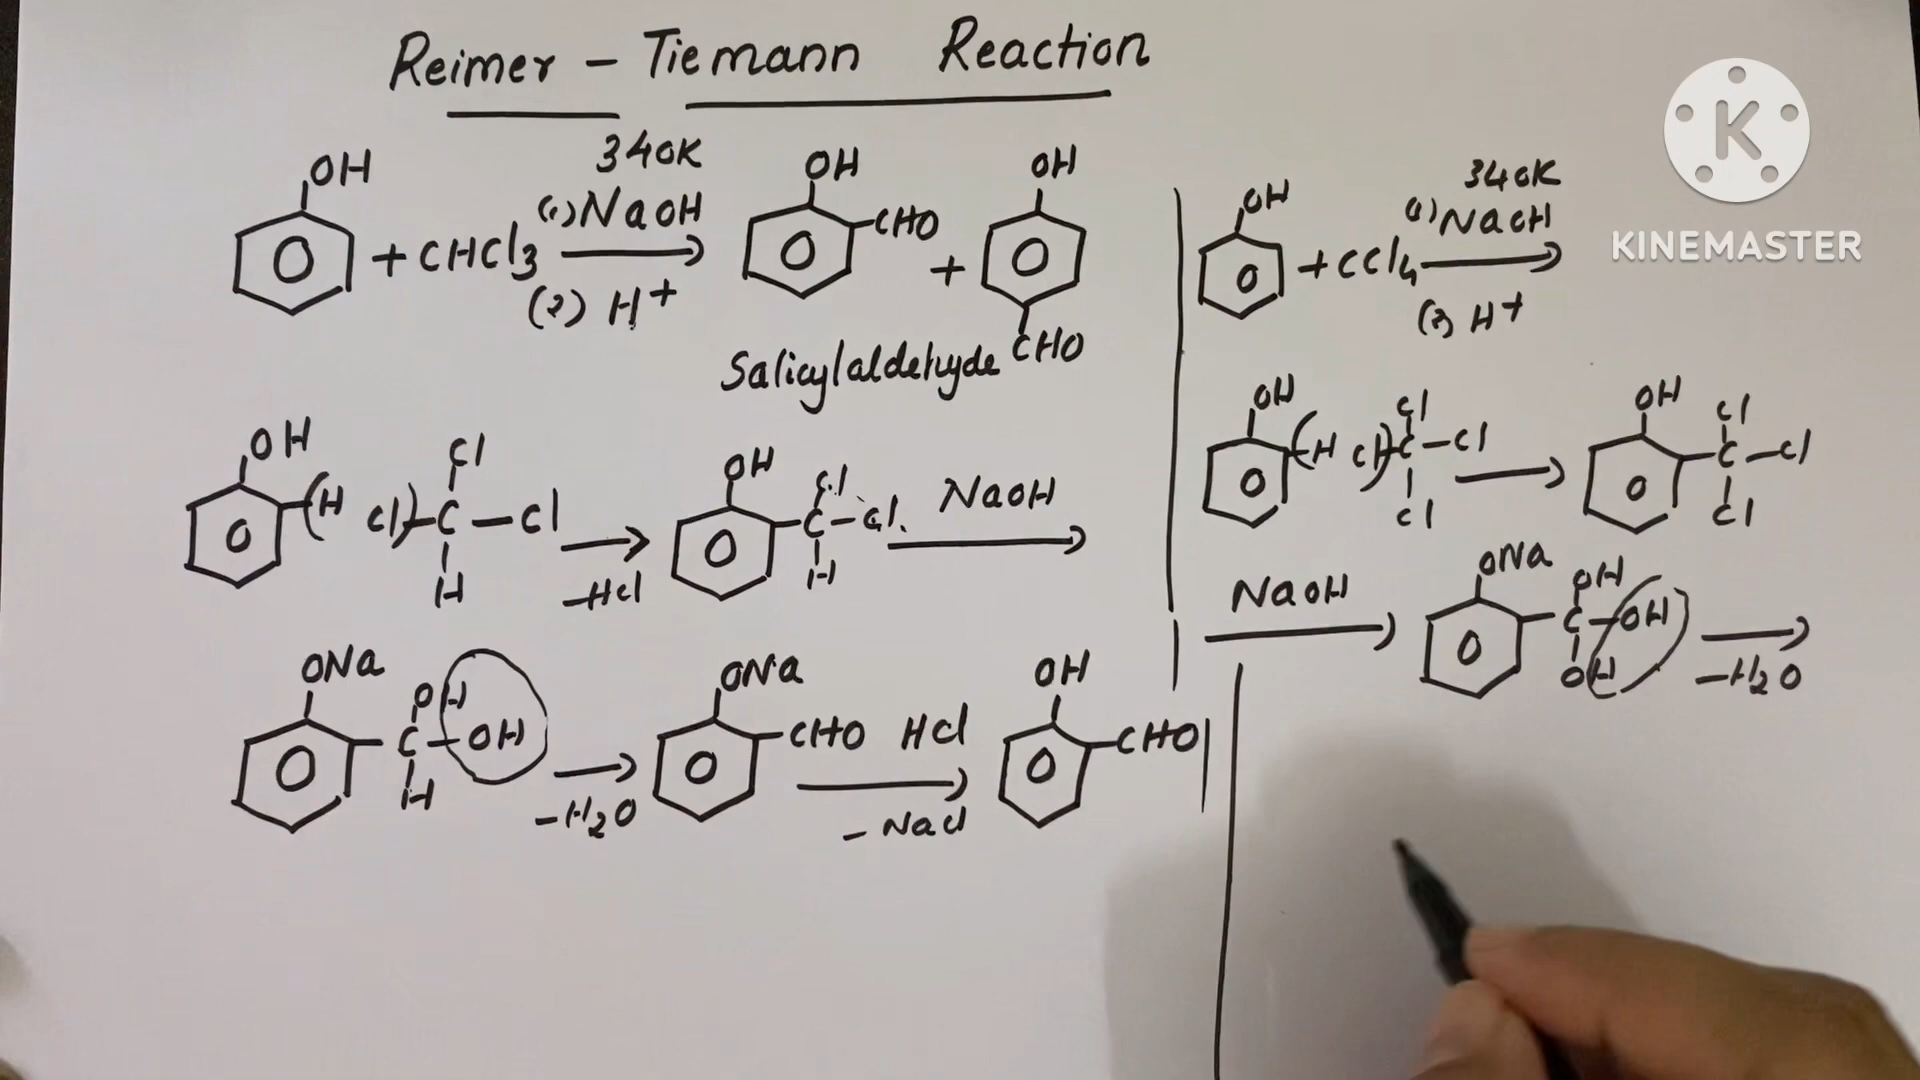 Reimer - Tiemann Reaction
OH + CHCl3 340K (1) NaOH (2) H+ OH CHO + OH CHO
Salicylaldehyde
OH (H Cl) C Cl Cl H -HCl OH C Cl Cl H NaOH
ONa C OH OH H -H2O ONa CHO HCl -NaCl OH CHO
OH + CCl4 340K (1) NaOH (2) H+
OH (H Cl) C Cl Cl Cl OH C Cl Cl Cl
NaOH ONa C OH OH OH -H2O
K
KINEMASTER